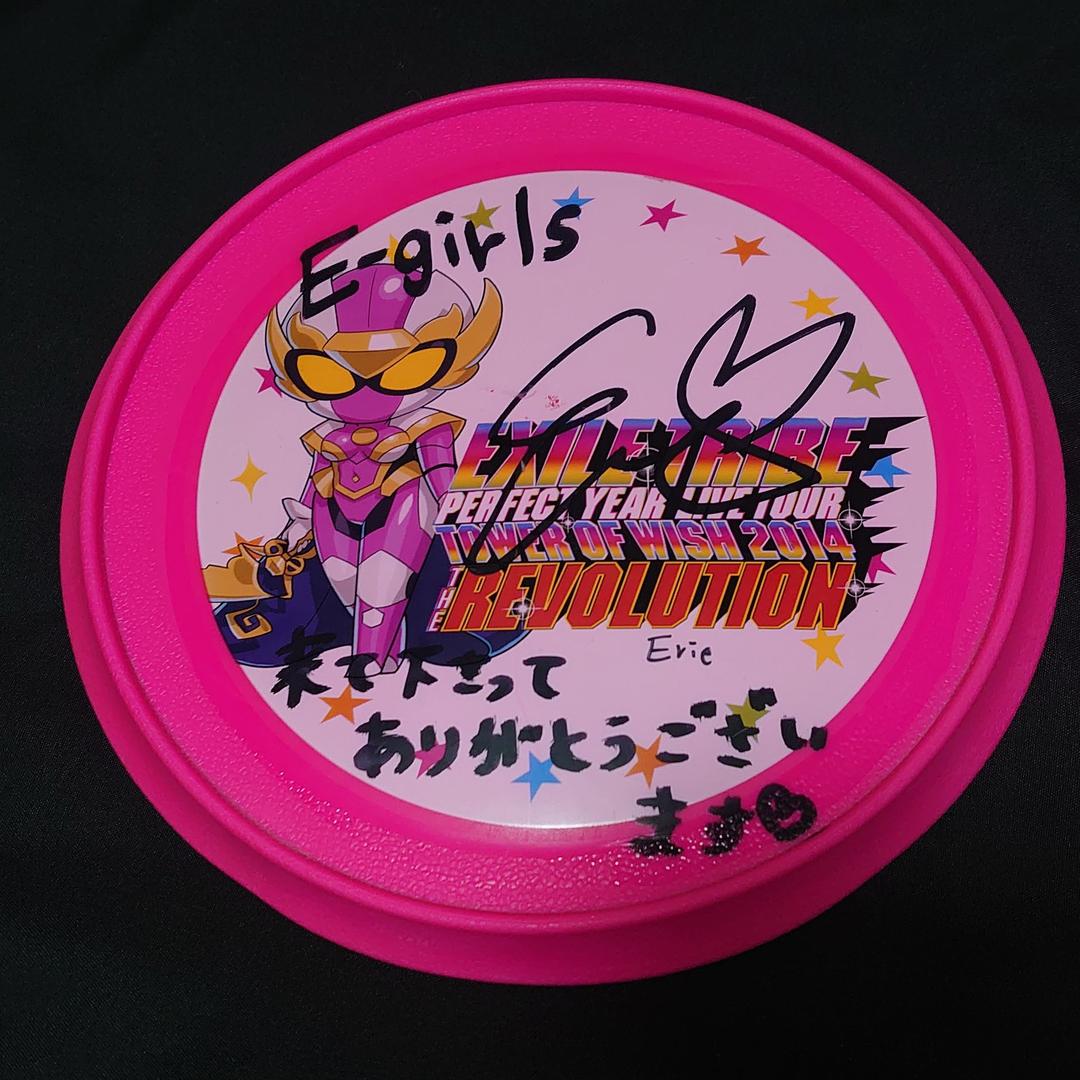 E-girls
EXILE TRIBE
PERFECT YEAR LIVE TOUR
TOWER OF WISH 2014
THE REVOLUTION
Erie
来て下さって
ありがとうござい
ます